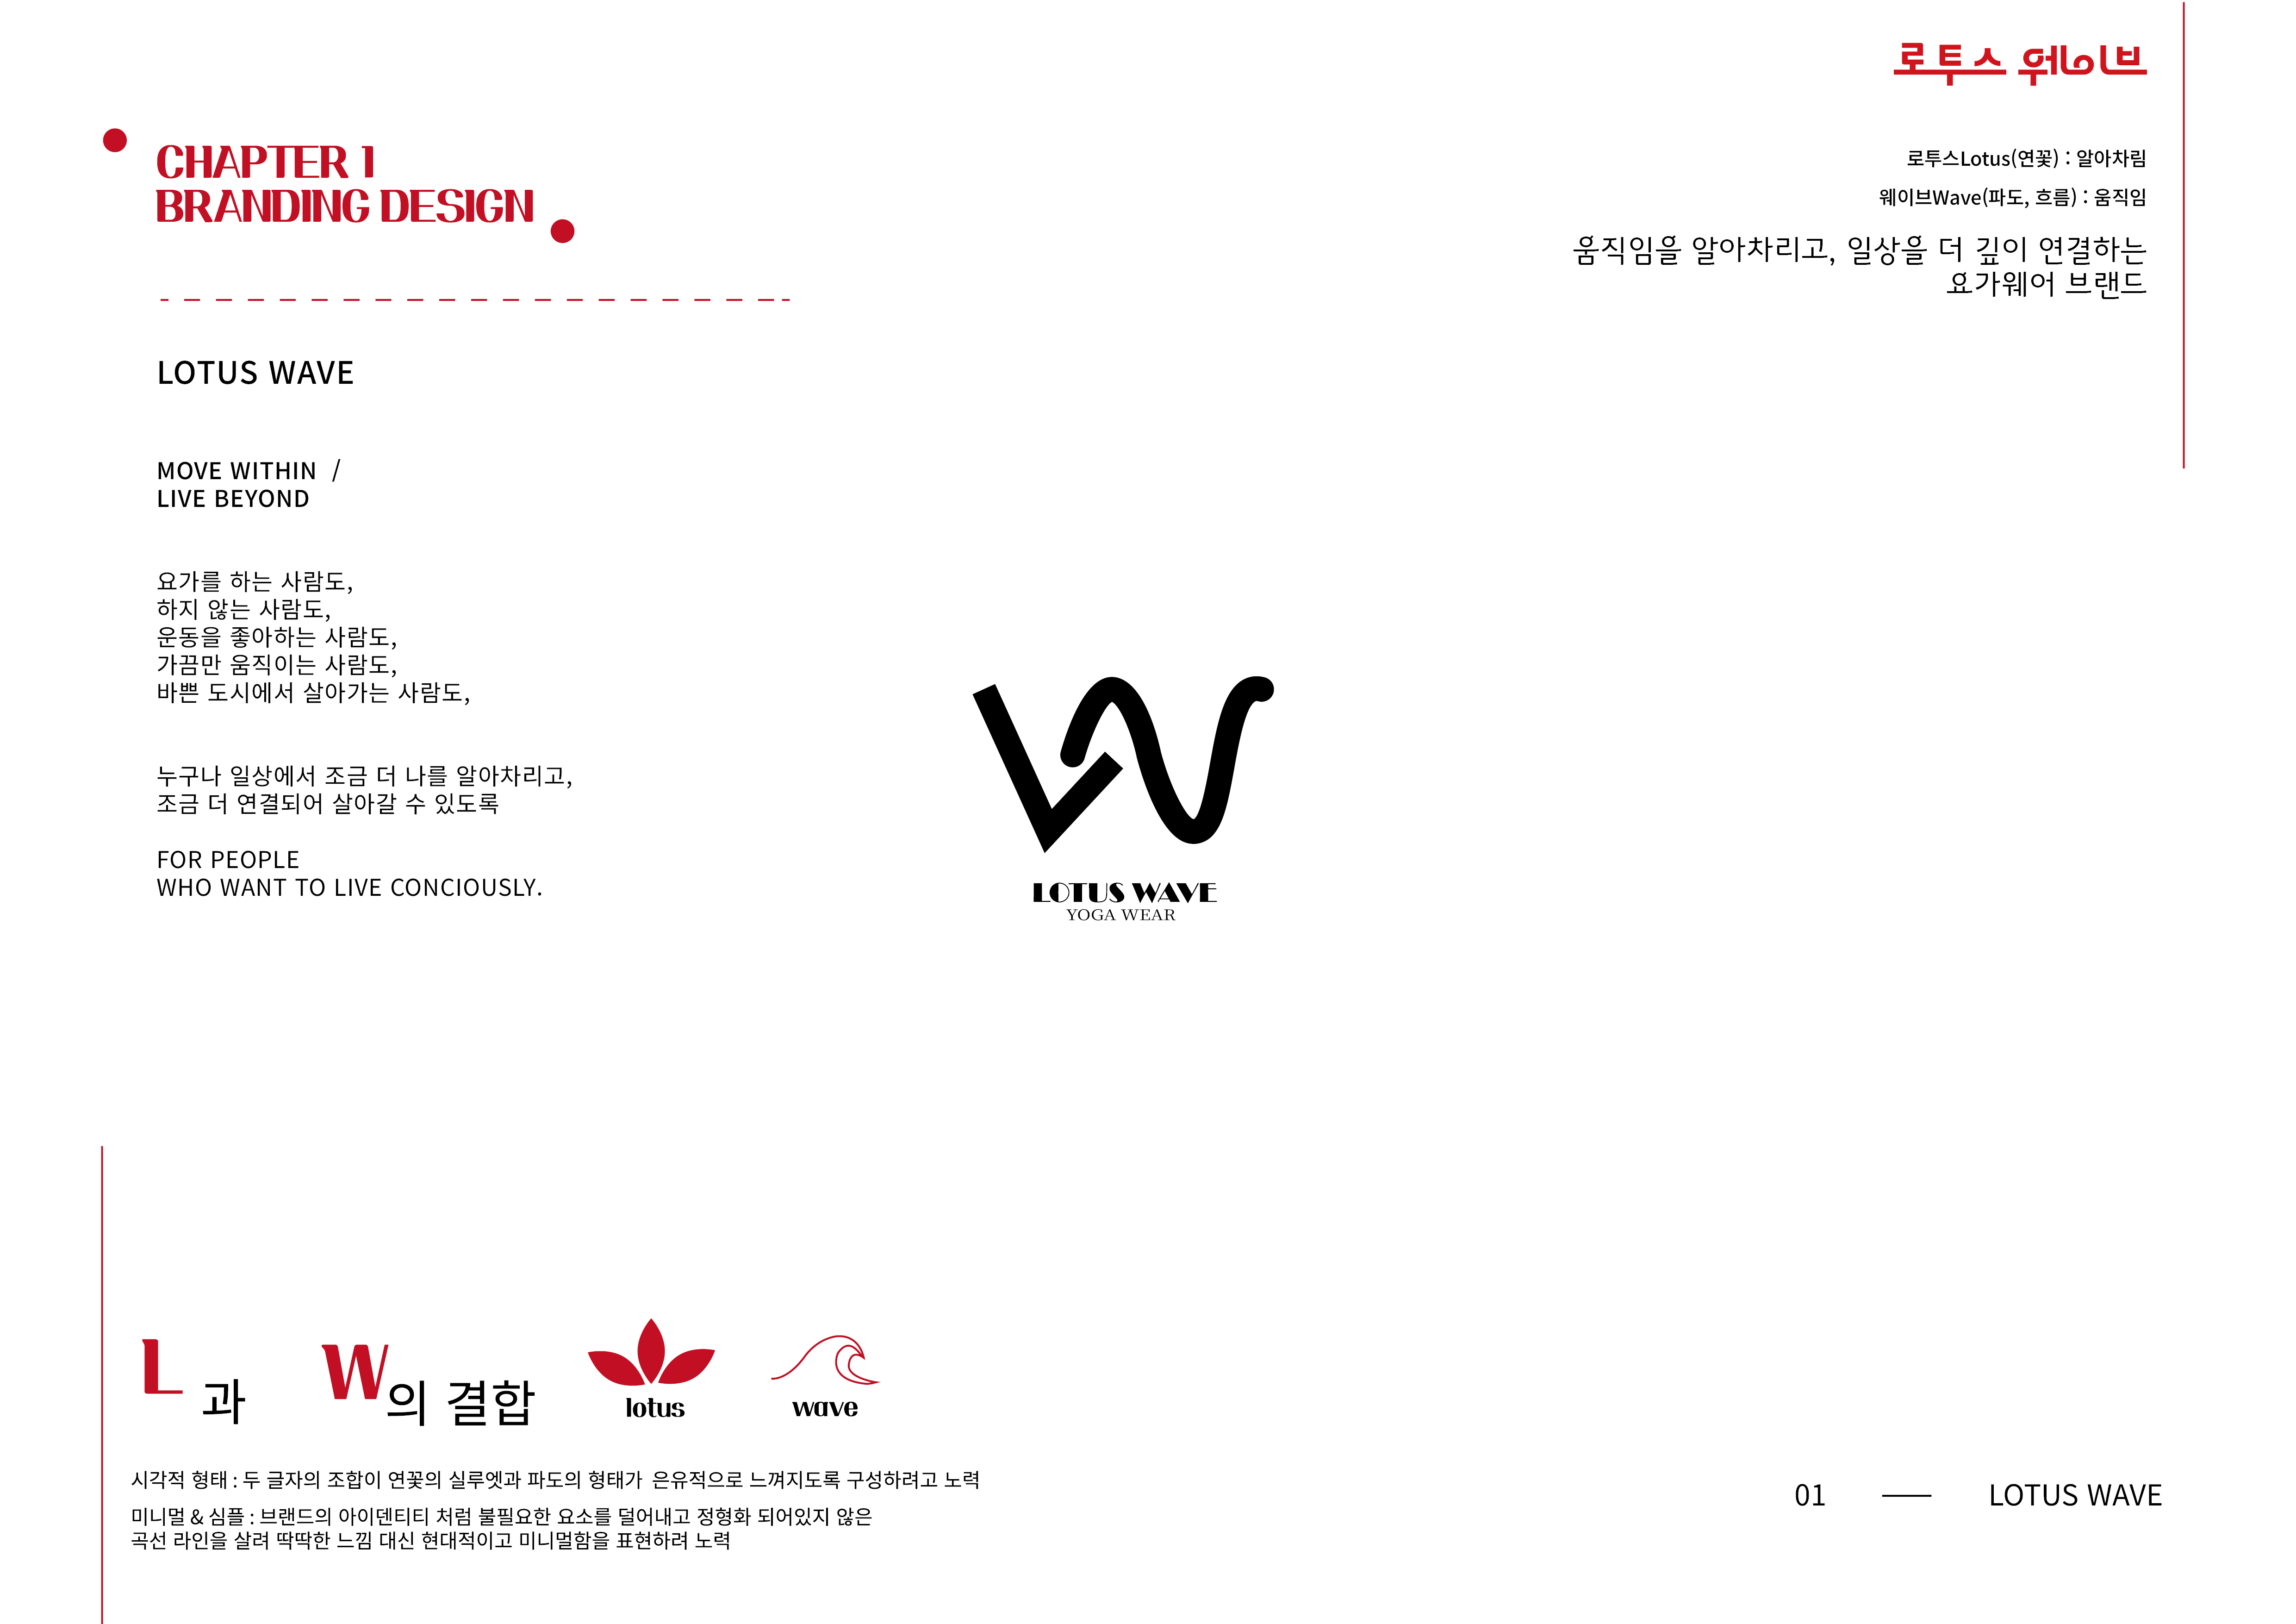 로투스 웨이브
CHAPTER 1
BRANDING DESIGN
로투스Lotus(연꽃) : 알아차림
웨이브Wave(파도, 흐름) : 움직임
움직임을 알아차리고, 일상을 더 깊이 연결하는
요가웨어 브랜드
LOTUS WAVE
MOVE WITHIN /
LIVE BEYOND
요가를 하는 사람도,
하지 않는 사람도,
운동을 좋아하는 사람도,
가끔만 움직이는 사람도,
바쁜 도시에서 살아가는 사람도,
누구나 일상에서 조금 더 나를 알아차리고,
조금 더 연결되어 살아갈 수 있도록
FOR PEOPLE
WHO WANT TO LIVE CONCIOUSLY.
LOTUS WAVE
YOGA WEAR
L 과 W의 결합
lotus
wave
시각적 형태 : 두 글자의 조합이 연꽃의 실루엣과 파도의 형태가 은유적으로 느껴지도록 구성하려고 노력
미니멀 & 심플 : 브랜드의 아이덴티티 처럼 불필요한 요소를 덜어내고 정형화 되어있지 않은
곡선 라인을 살려 딱딱한 느낌 대신 현대적이고 미니멀함을 표현하려 노력
01 — LOTUS WAVE